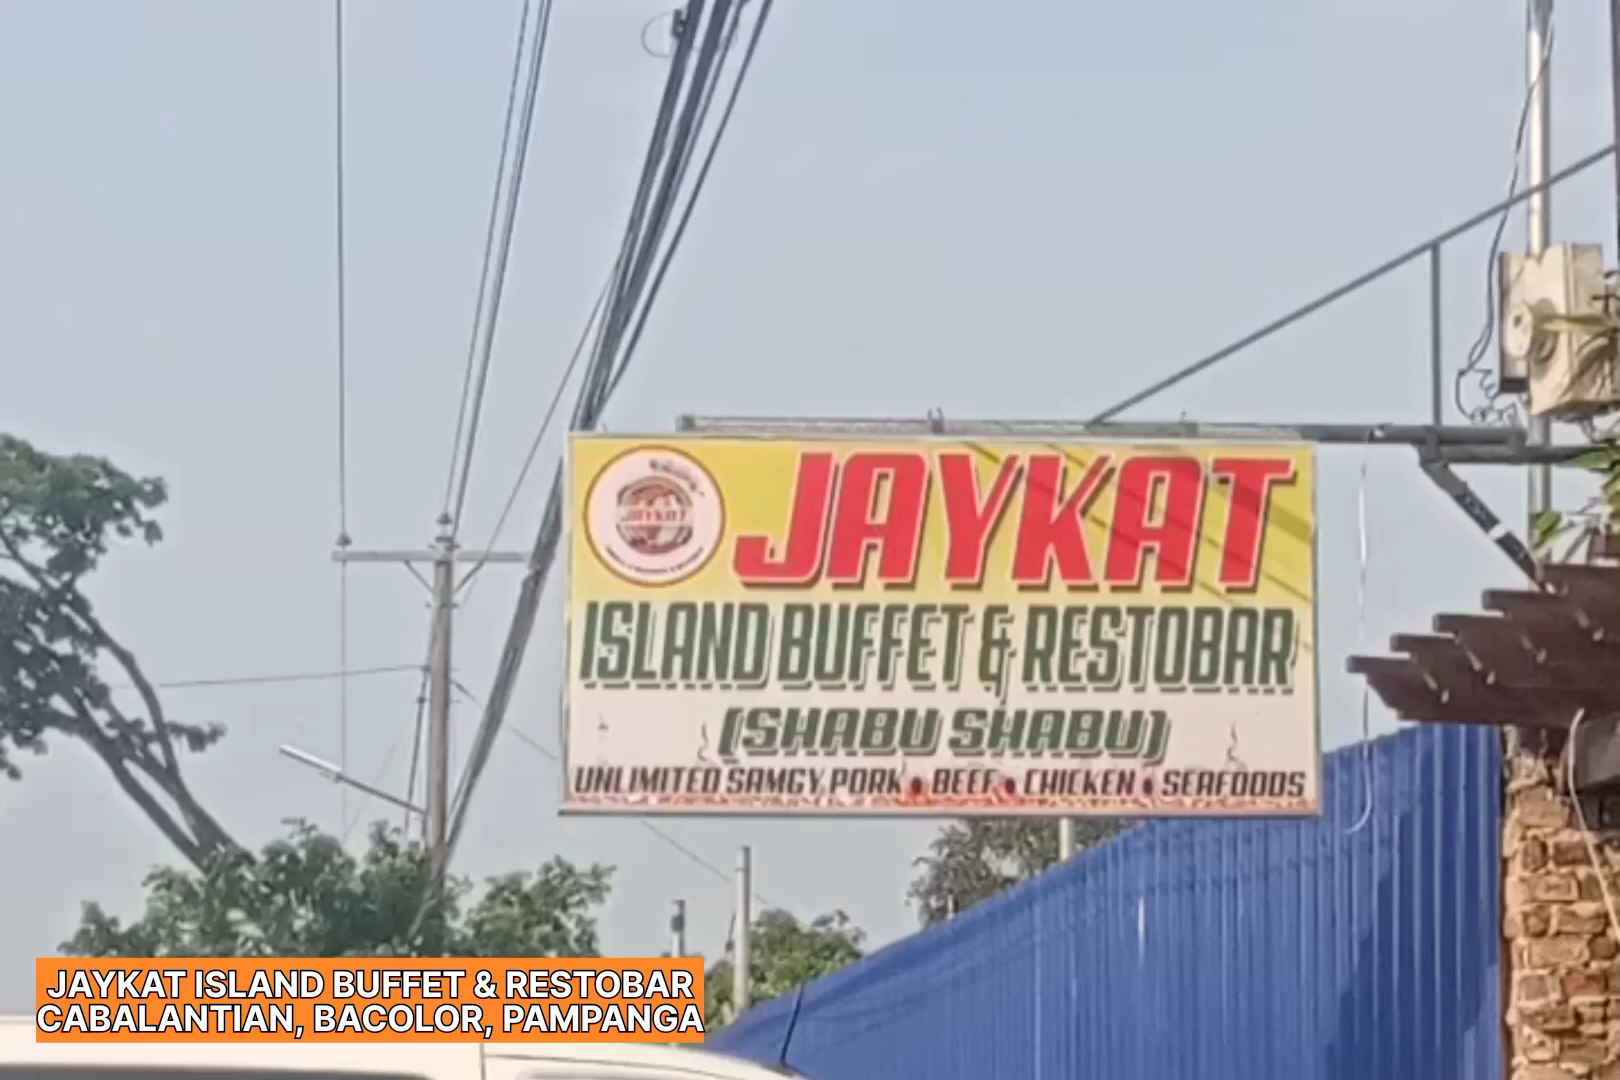 JAYKAT
JAYKAT
ISLAND BUFFET & RESTOBAR
(SHABU SHABU)
UNLIMITED SAMGY PORK • BEEF • CHICKEN • SEAFOODS
JAYKAT ISLAND BUFFET & RESTOBAR
CABALANTIAN, BACOLOR, PAMPANGA